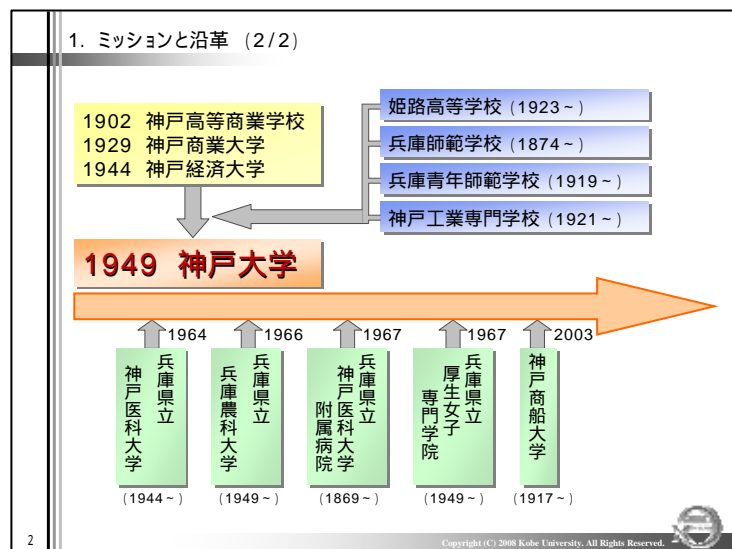 1. ミッションと沿革 (2/2)
1902 神戸高等商業学校
1929 神戸商業大学
1944 神戸経済大学
姫路高等学校 (1923~)
兵庫師範学校 (1874~)
兵庫青年師範学校 (1919~)
神戸工業専門学校 (1921~)
1949 神戸大学
1964
兵庫県立
神戸医科大学
(1944~)
1966
兵庫県立
兵庫農科大学
(1949~)
1967
兵庫県立
神戸医科大学
附属病院
(1869~)
1967
兵庫県立
厚生女子
専門学院
(1949~)
2003
神戸商船大学
(1917~)
2
Copyright (C) 2008 Kobe University. All Rights Reserved.